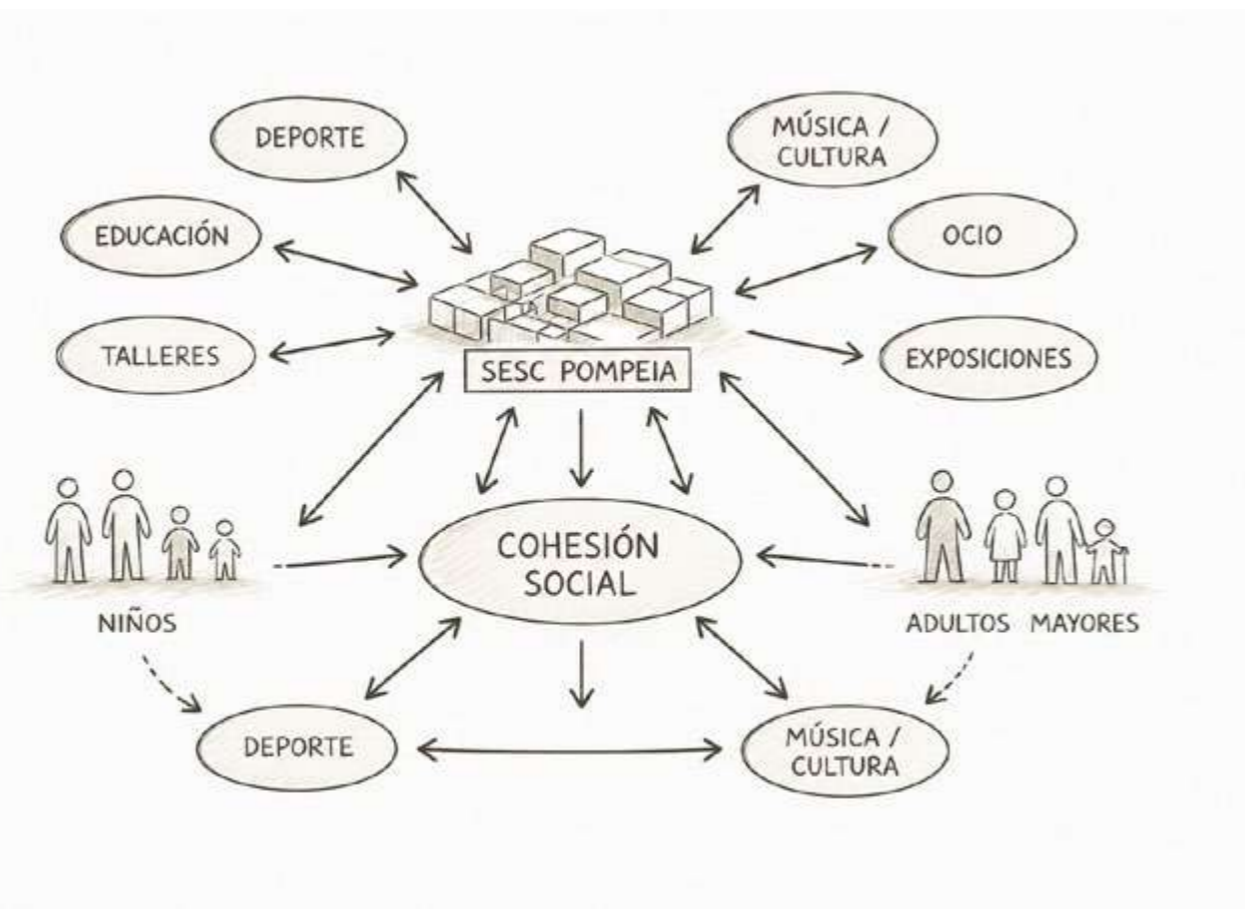 DEPORTE
MÚSICA /
CULTURA
EDUCACIÓN
OCIO
TALLERES
EXPOSICIONES
SESC POMPEIA
COHESIÓN
SOCIAL
NIÑOS
ADULTOS MAYORES
DEPORTE
MÚSICA /
CULTURA